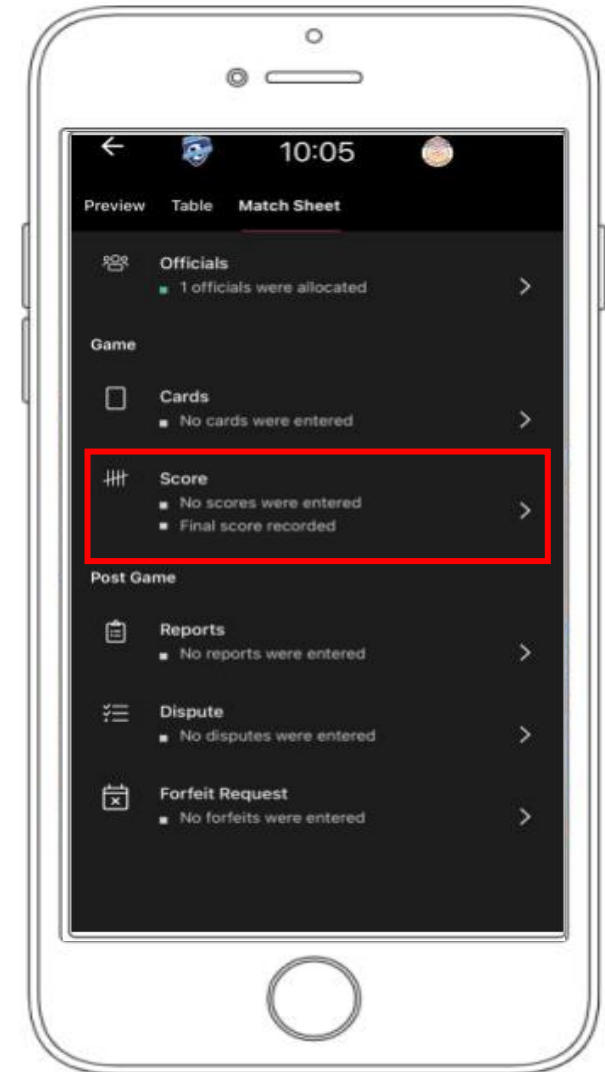 10:05
Preview Table Match Sheet
Officials
1 officials were allocated
Game
Cards
No cards were entered
Score
No scores were entered
Final score recorded
Post Game
Reports
No reports were entered
Dispute
No disputes were entered
Forfeit Request
No forfeits were entered